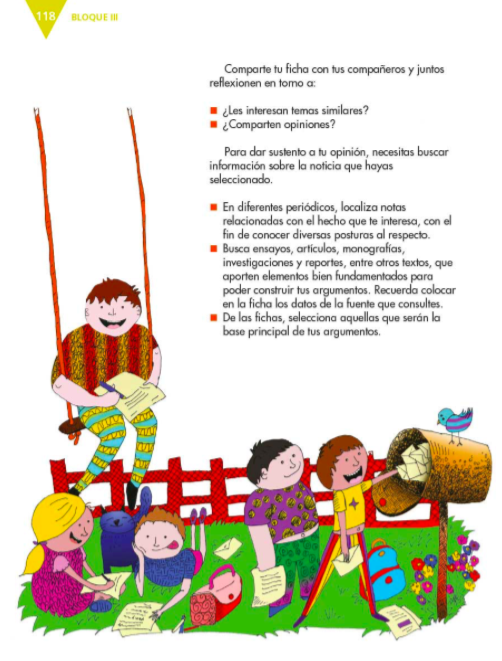 118 BLOQUE III
Comparte tu ficha con tus compañeros y juntos
reflexionen en torno a:
¿Les interesan temas similares?
¿Comparten opiniones?
Para dar sustento a tu opinión, necesitas buscar
información sobre la noticia que hayas
seleccionado.
En diferentes periódicos, localiza notas
relacionadas con el hecho que te interesa, con el
fin de conocer diversas posturas al respecto.
Busca ensayos, artículos, monografías,
investigaciones y reportes, entre otros textos, que
aporten elementos bien fundamentados para
poder construir tus argumentos. Recuerda colocar
en la ficha los datos de la fuente que consultes.
De las fichas, selecciona aquellas que serán la
base principal de tus argumentos.